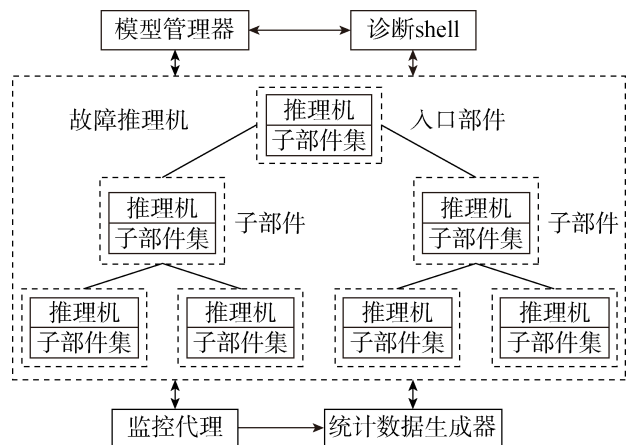 模型管理器
诊断shell
故障推理机
推理机
子部件集
入口部件
推理机
子部件集
子部件
推理机
子部件集
子部件
推理机
子部件集
推理机
子部件集
推理机
子部件集
推理机
子部件集
监控代理
统计数据生成器